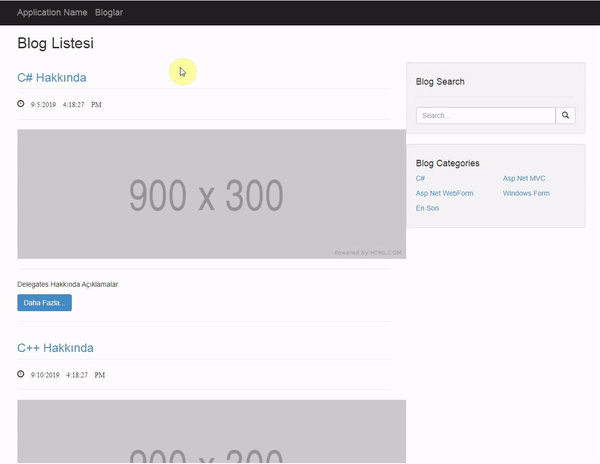 Application Name Bloglar
Blog Listesi
C# Hakkında
9/5/2019 4:18:27 PM
900 x 300
Powered by HTML.COM
Delegates Hakkında Açıklamalar
Daha Fazla...
C++ Hakkında
9/10/2019 4:18:27 PM
900 x 300
Blog Search
Search...
Blog Categories
C# Asp.Net MVC
Asp.Net WebForm Windows Form
En Son